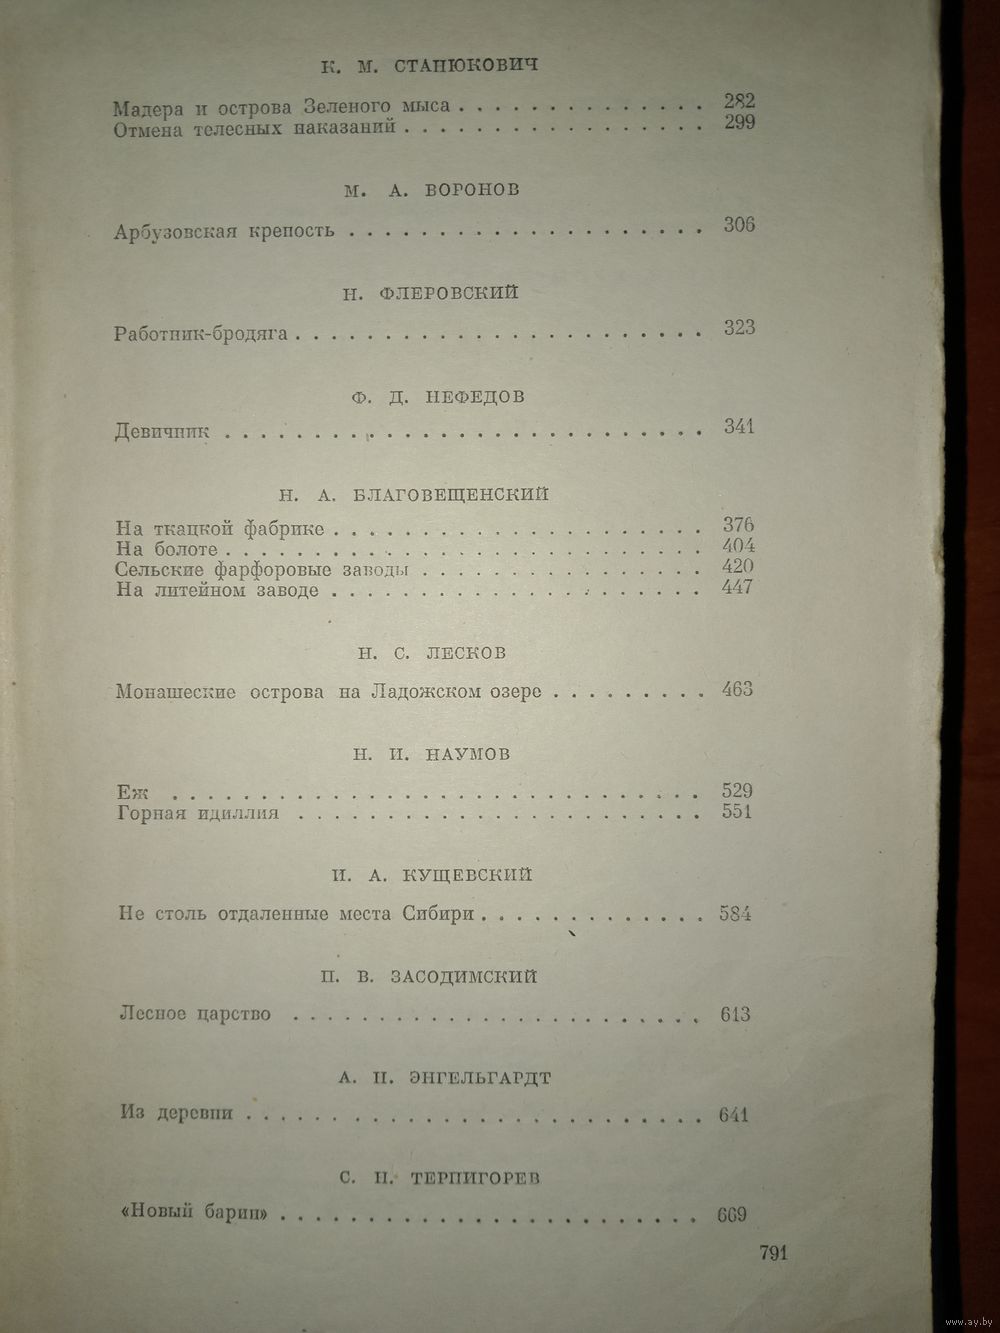 К. М. СТАНЮКОВИЧ
Мадера и острова Зеленого мыса . . . . . . . . . . . . . . 282
Отмена телесных наказаний . . . . . . . . . . . . . . . . . 299
М. А. ВОРОНОВ
Арбузовская крепость . . . . . . . . . . . . . . . . . . . . 306
Н. ФЛЕРОВСКИЙ
Работник-бродяга . . . . . . . . . . . . . . . . . . . . . . . 323
Ф. Д. НЕФЕДОВ
Девичник . . . . . . . . . . . . . . . . . . . . . . . . . . . 341
Н. А. БЛАГОВЕЩЕНСКИЙ
На ткацкой фабрике . . . . . . . . . . . . . . . . . . . . . 376
На болоте . . . . . . . . . . . . . . . . . . . . . . . . . . . 404
Сельские фарфоровые заводы . . . . . . . . . . . . . . . . 420
На литейном заводе . . . . . . . . . . . . . . . . . . . . . 447
Н. С. ЛЕСКОВ
Монашеские острова на Ладожском озере . . . . . . . . . 463
Н. И. НАУМОВ
Еж . . . . . . . . . . . . . . . . . . . . . . . . . . . . . . 529
Горная идиллия . . . . . . . . . . . . . . . . . . . . . . . 551
И. А. КУЩЕВСКИЙ
Не столь отдаленные места Сибири . . . . . . . . . . . . . 584
П. В. ЗАСОДИМСКИЙ
Лесное царство . . . . . . . . . . . . . . . . . . . . . . . . 613
А. Н. ЭНГЕЛЬГАРДТ
Из деревни . . . . . . . . . . . . . . . . . . . . . . . . . . 641
С. Н. ТЕРПИГОРЕВ
«Новый барин» . . . . . . . . . . . . . . . . . . . . . . . . 669
791
www.ay.by